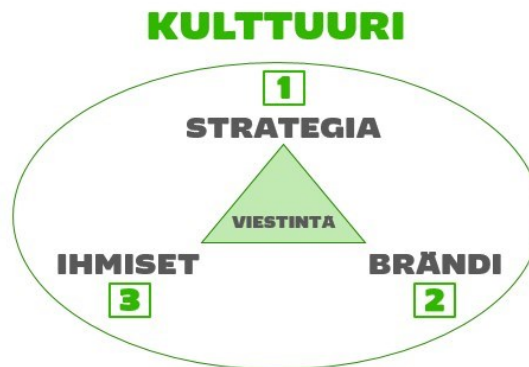 KULTTUURI
1
STRATEGIA
VIESTINTÄ
IHMISET
BRÄNDI
3
2